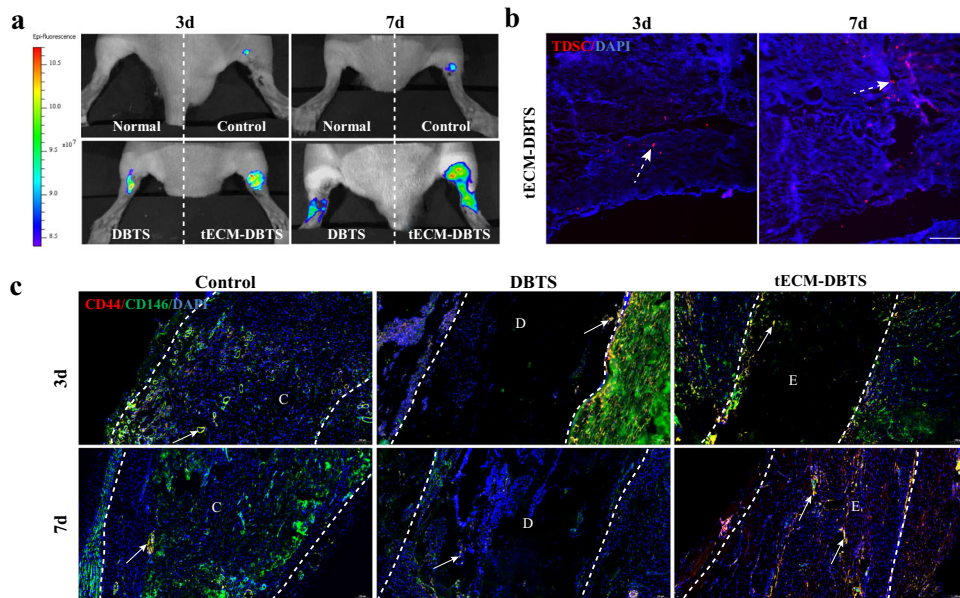 a
3d
7d
Epi-fluorescence
10.5
10.0
x10⁷
9.5
9.0
8.5
Normal
Control
Normal
Control
DBTS
tECM-DBTS
DBTS
tECM-DBTS
b
3d
7d
tECM-DBTS
TDSC/DAPI
c
Control
DBTS
tECM-DBTS
3d
CD44/CD146/DAPI
C
D
E
7d
C
D
E